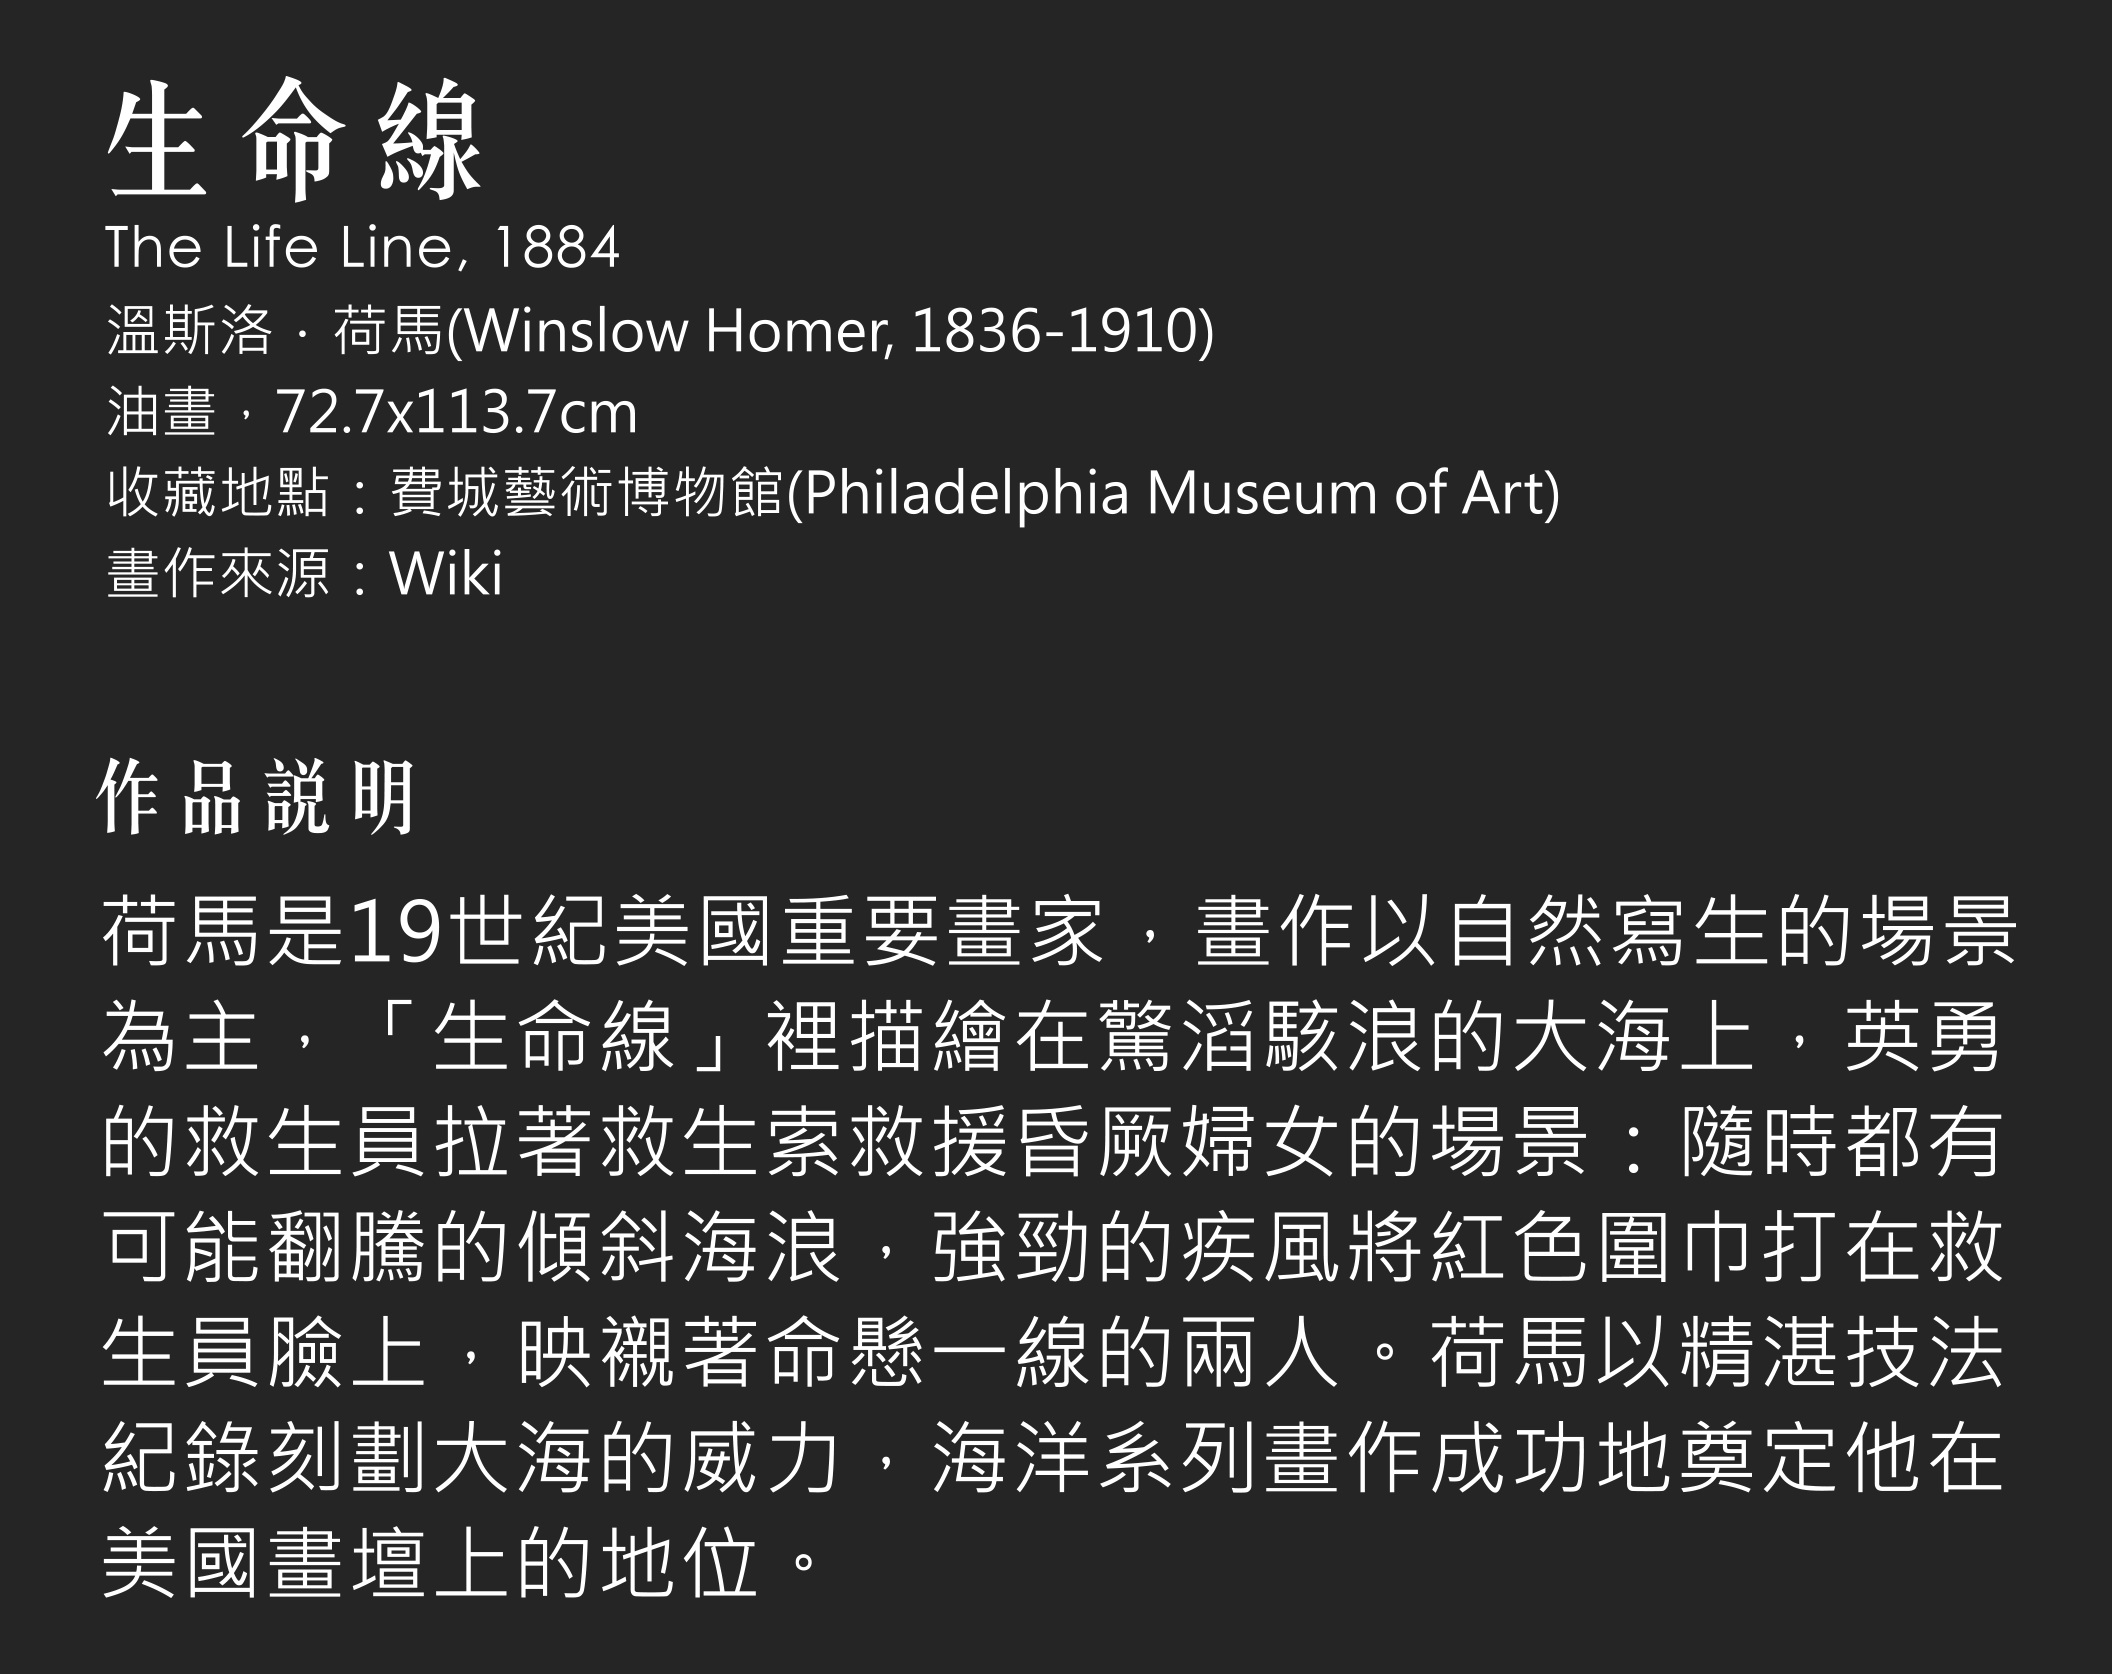 生命線
The Life Line, 1884
溫斯洛．荷馬(Winslow Homer, 1836-1910)
油畫，72.7x113.7cm
收藏地點：費城藝術博物館(Philadelphia Museum of Art)
畫作來源：Wiki
作品說明
荷馬是19世紀美國重要畫家，畫作以自然寫生的場景
為主，「生命線」裡描繪在驚滔駭浪的大海上，英勇
的救生員拉著救生索救援昏厥婦女的場景：隨時都有
可能翻騰的傾斜海浪，強勁的疾風將紅色圍巾打在救
生員臉上，映襯著命懸一線的兩人。荷馬以精湛技法
紀錄刻劃大海的威力，海洋系列畫作成功地奠定他在
美國畫壇上的地位。